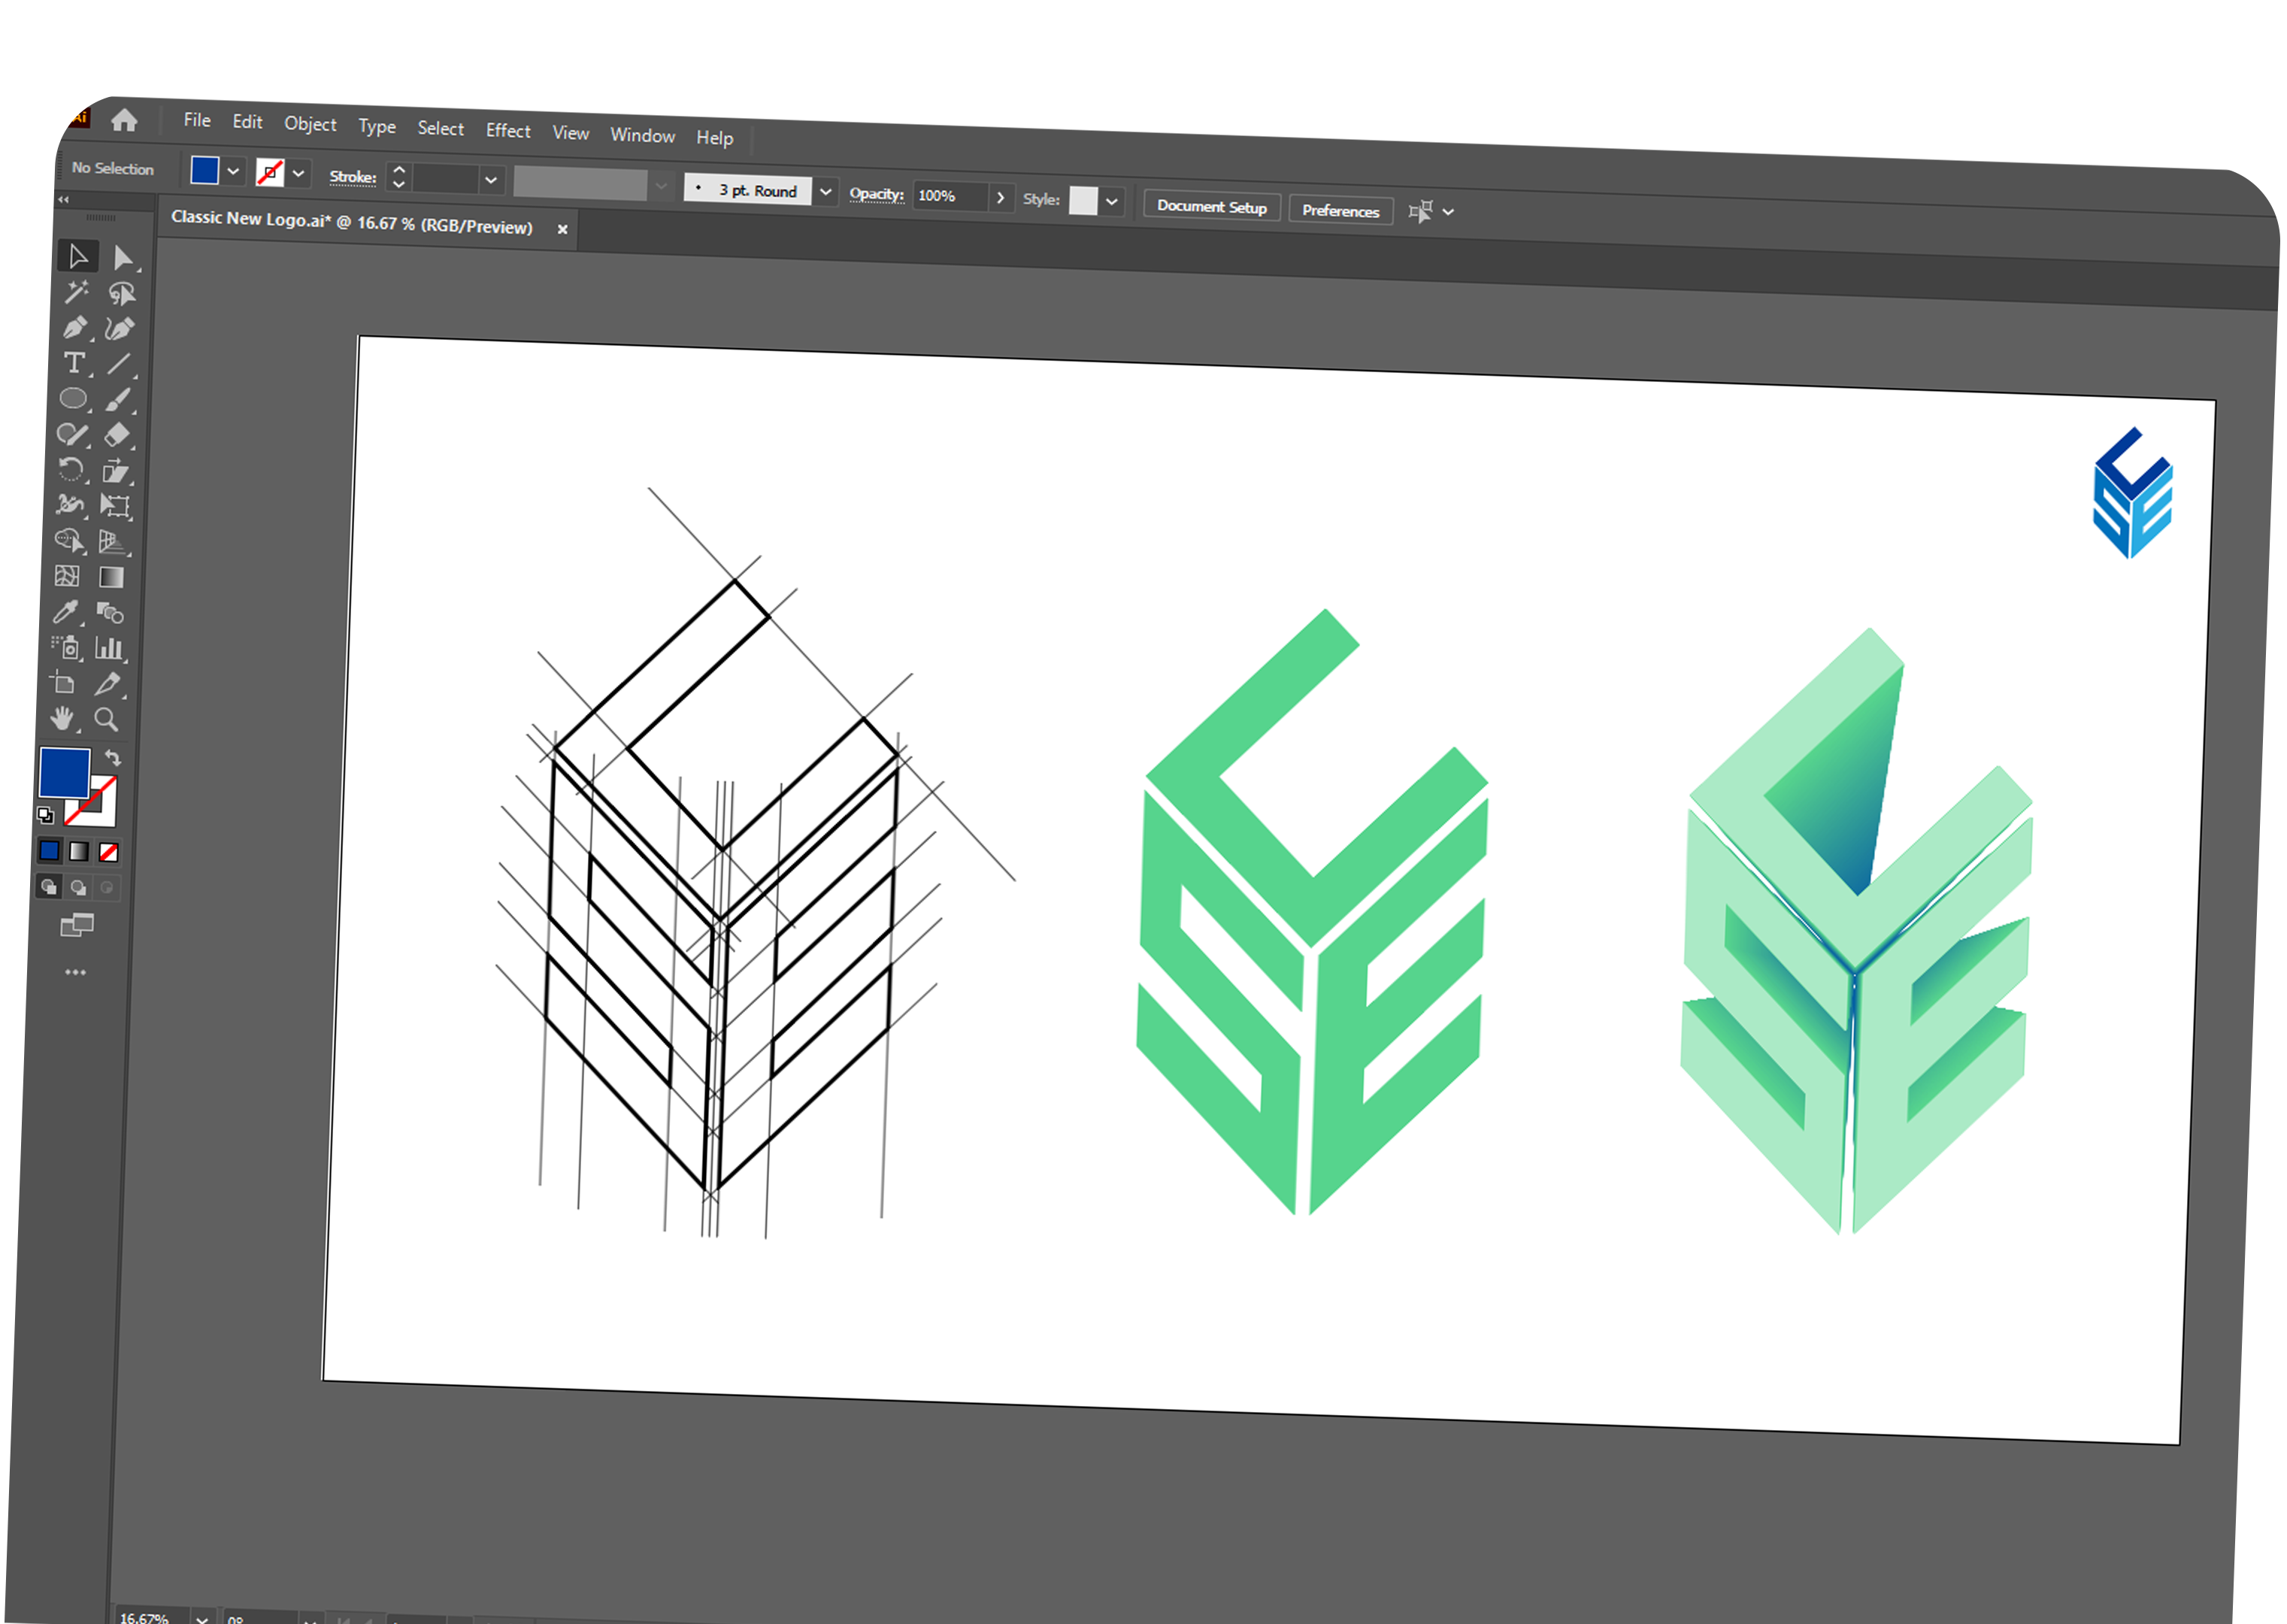 Ai
File Edit Object Type Select Effect View Window Help
No Selection Stroke: 3 pt. Round Opacity: 100% Style: Document Setup Preferences
Classic New Logo.ai* @ 16.67 % (RGB/Preview) ×
16.67% 0°